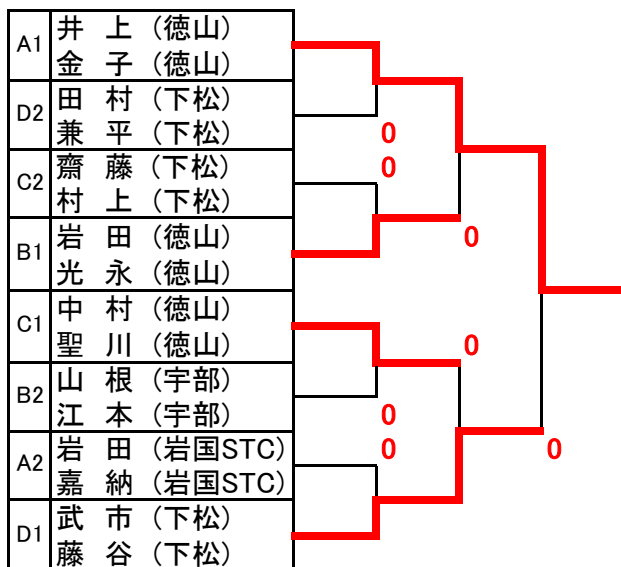 A1
井 上 (徳山)
金 子 (徳山)
D2
田 村 (下松)
兼 平 (下松)
0
C2
齋 藤 (下松)
村 上 (下松)
0
B1
岩 田 (徳山)
光 永 (徳山)
0
C1
中 村 (徳山)
聖 川 (徳山)
0
B2
山 根 (宇部)
江 本 (宇部)
0
A2
岩 田 (岩国STC)
嘉 納 (岩国STC)
0
0
D1
武 市 (下松)
藤 谷 (下松)